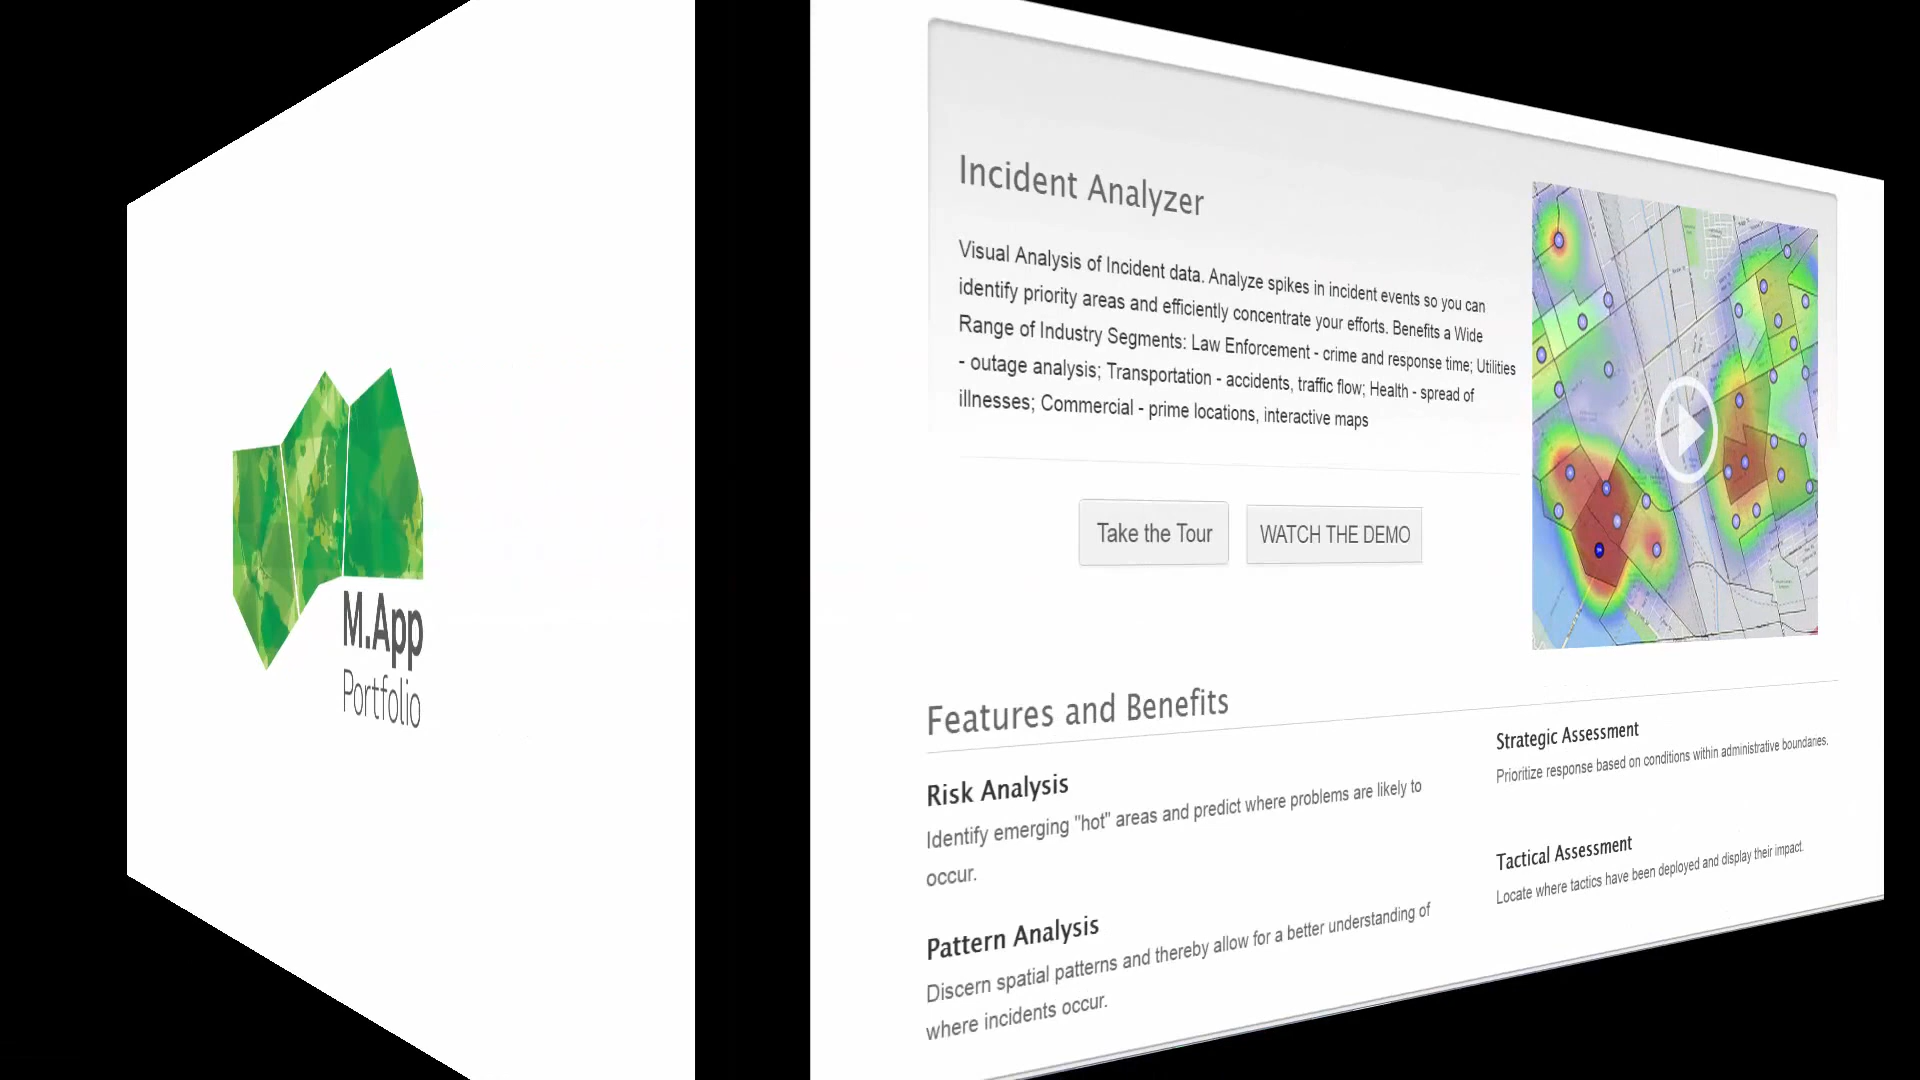 M.App
Portfolio
Incident Analyzer
Visual Analysis of Incident data. Analyze spikes in incident events so you can
identify priority areas and efficiently concentrate your efforts. Benefits a Wide
Range of Industry Segments: Law Enforcement - crime and response time; Utilities
- outage analysis; Transportation - accidents, traffic flow; Health - spread of
illnesses; Commercial - prime locations, interactive maps
Take the Tour
WATCH THE DEMO
Features and Benefits
Risk Analysis
Identify emerging "hot" areas and predict where problems are likely to
occur.
Pattern Analysis
Discern spatial patterns and thereby allow for a better understanding of
where incidents occur.
Strategic Assessment
Prioritize response based on conditions within administrative boundaries.
Tactical Assessment
Locate where tactics have been deployed and display their impact.